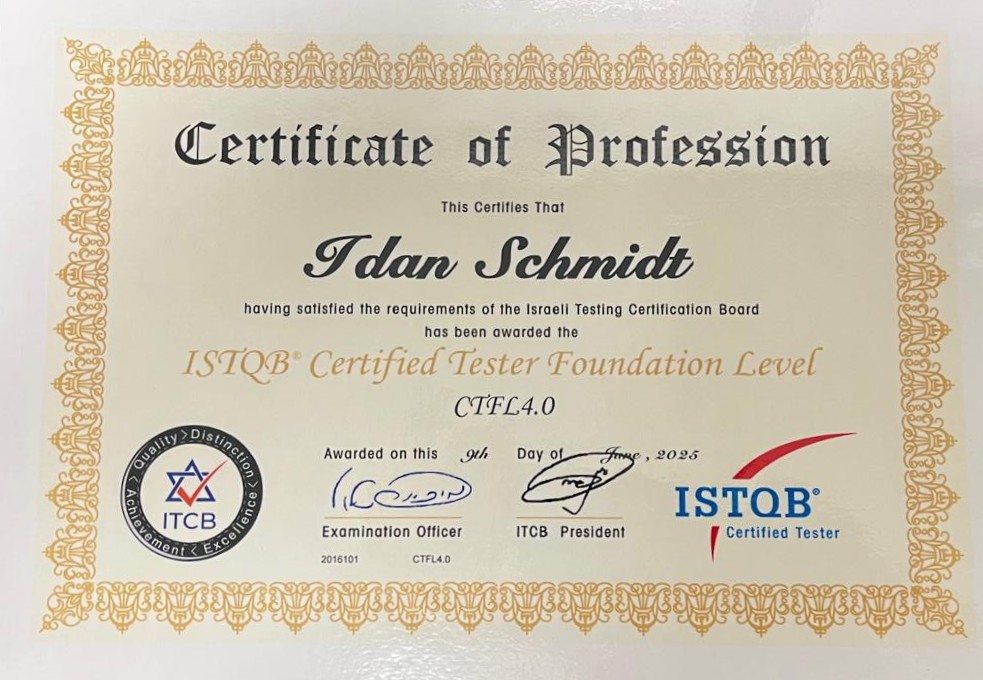 Certificate of Profession
This Certifies That
Idan Schmidt
having satisfied the requirements of the Israeli Testing Certification Board
has been awarded the
ISTQB® Certified Tester Foundation Level
CTFL4.0
Awarded on this 9th Day of June, 2025
Examination Officer
ITCB President
2016101 CTFL4.0
Quality > Distinction > Excellence > Achievement >
ITCB
ISTQB®
Certified Tester